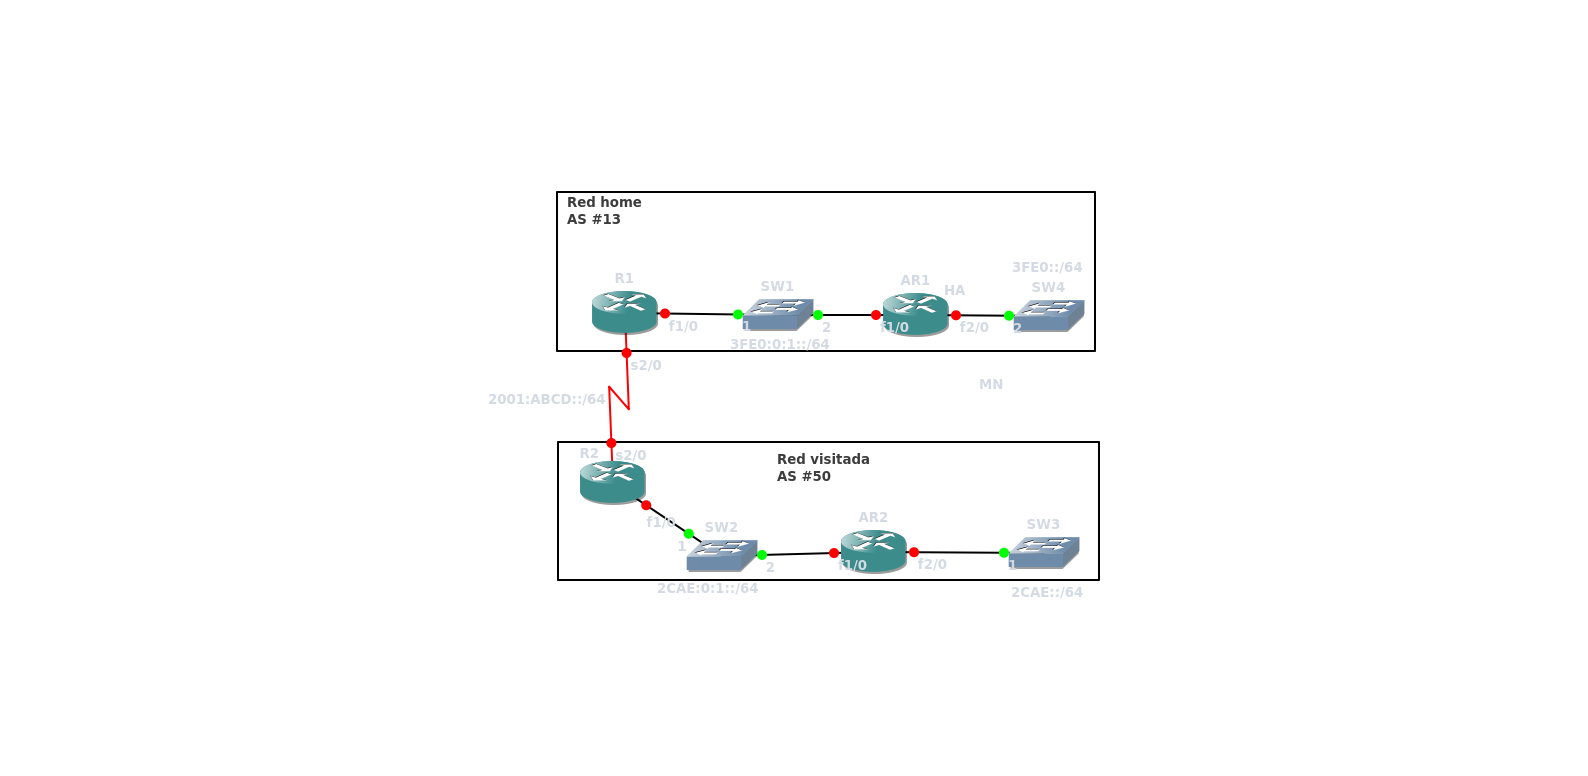 Red home
AS #13
3FE0::/64
R1
SW1
AR1
HA
SW4
f1/0
1
2
f1/0
f2/0
2
3FE0:0:1::/64
s2/0
MN
2001:ABCD::/64
R2
s2/0
Red visitada
AS #50
f1/0
SW2
AR2
SW3
1
2
f1/0
f2/0
1
2CAE:0:1::/64
2CAE::/64